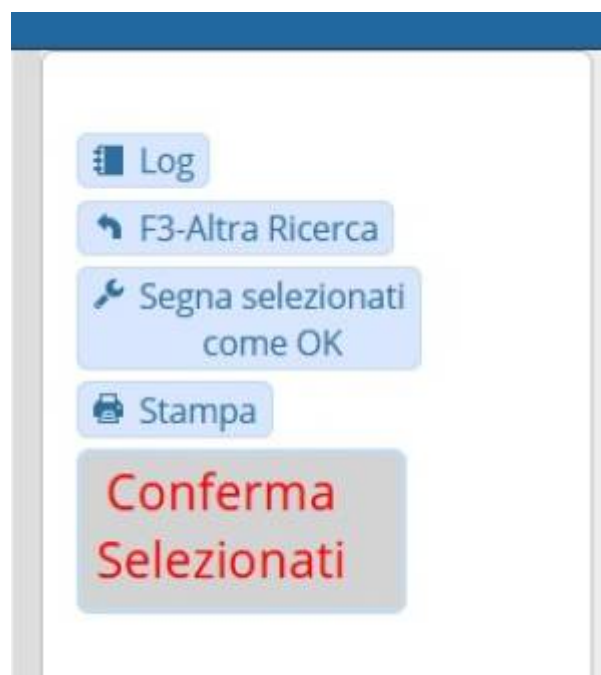 Log
F3-Altra Ricerca
Segna selezionati
come OK
Stampa
Conferma
Selezionati